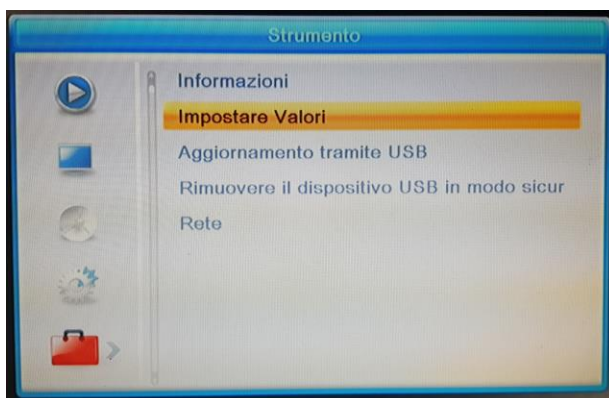 Strumento
Informazioni
Impostare Valori
Aggiornamento tramite USB
Rimuovere il dispositivo USB in modo sicur
Rete